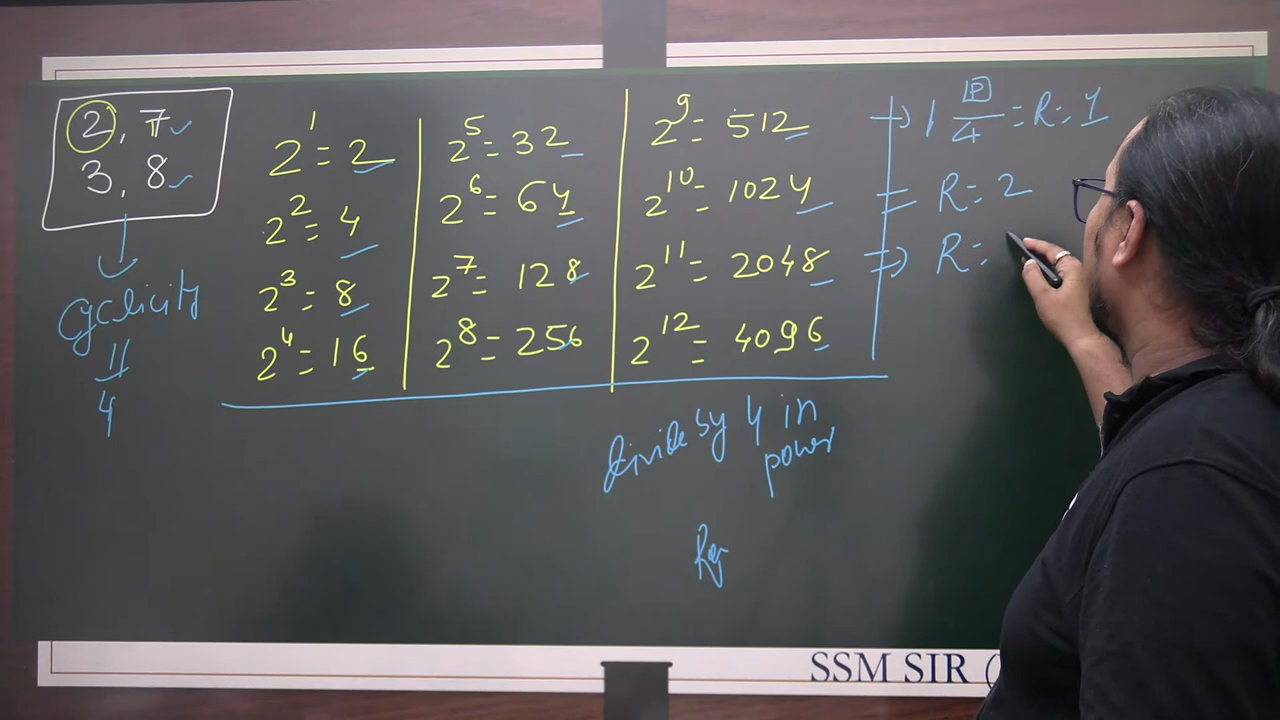 2, 7
3, 8
Cyclicity
4
2¹ = 2
2² = 4
2³ = 8
2⁴ = 16
2⁵ = 32
2⁶ = 64
2⁷ = 128
2⁸ = 256
2⁹ = 512
2¹⁰ = 1024
2¹¹ = 2048
2¹² = 4096
P/4 = R = 1
R = 2
R =
Divide by 4 in
power
SSM SIR (